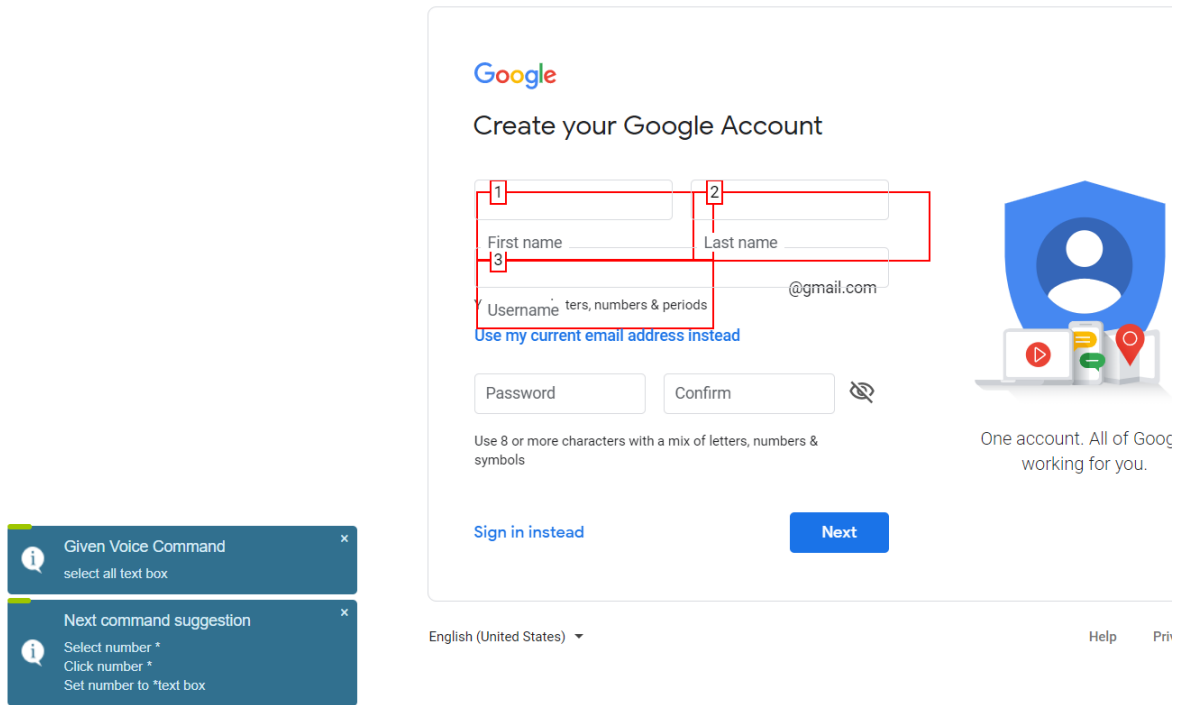 Google
Create your Google Account
1
2
First name
Last name
3
@gmail.com
Username
ters, numbers & periods
Use my current email address instead
Password
Confirm
Use 8 or more characters with a mix of letters, numbers &
symbols
One account. All of Goog
working for you.
Sign in instead
Next
Given Voice Command
×
select all text box
Next command suggestion
×
Select number *
Click number *
Set number to *text box
English (United States)
Help
Priv